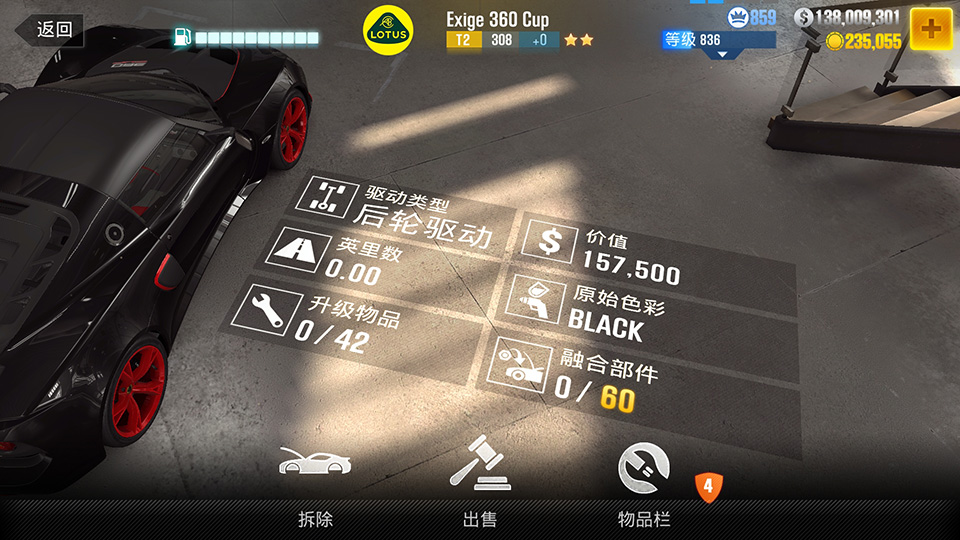 返回
LOTUS
Exige 360 Cup
T2 308 +0
859
138,009,301
等级 836
235,055
驱动类型
后轮驱动
英里数
0.00
升级物品
0/42
价值
157,500
原始色彩
BLACK
融合部件
0/60
拆除
出售
物品栏
4